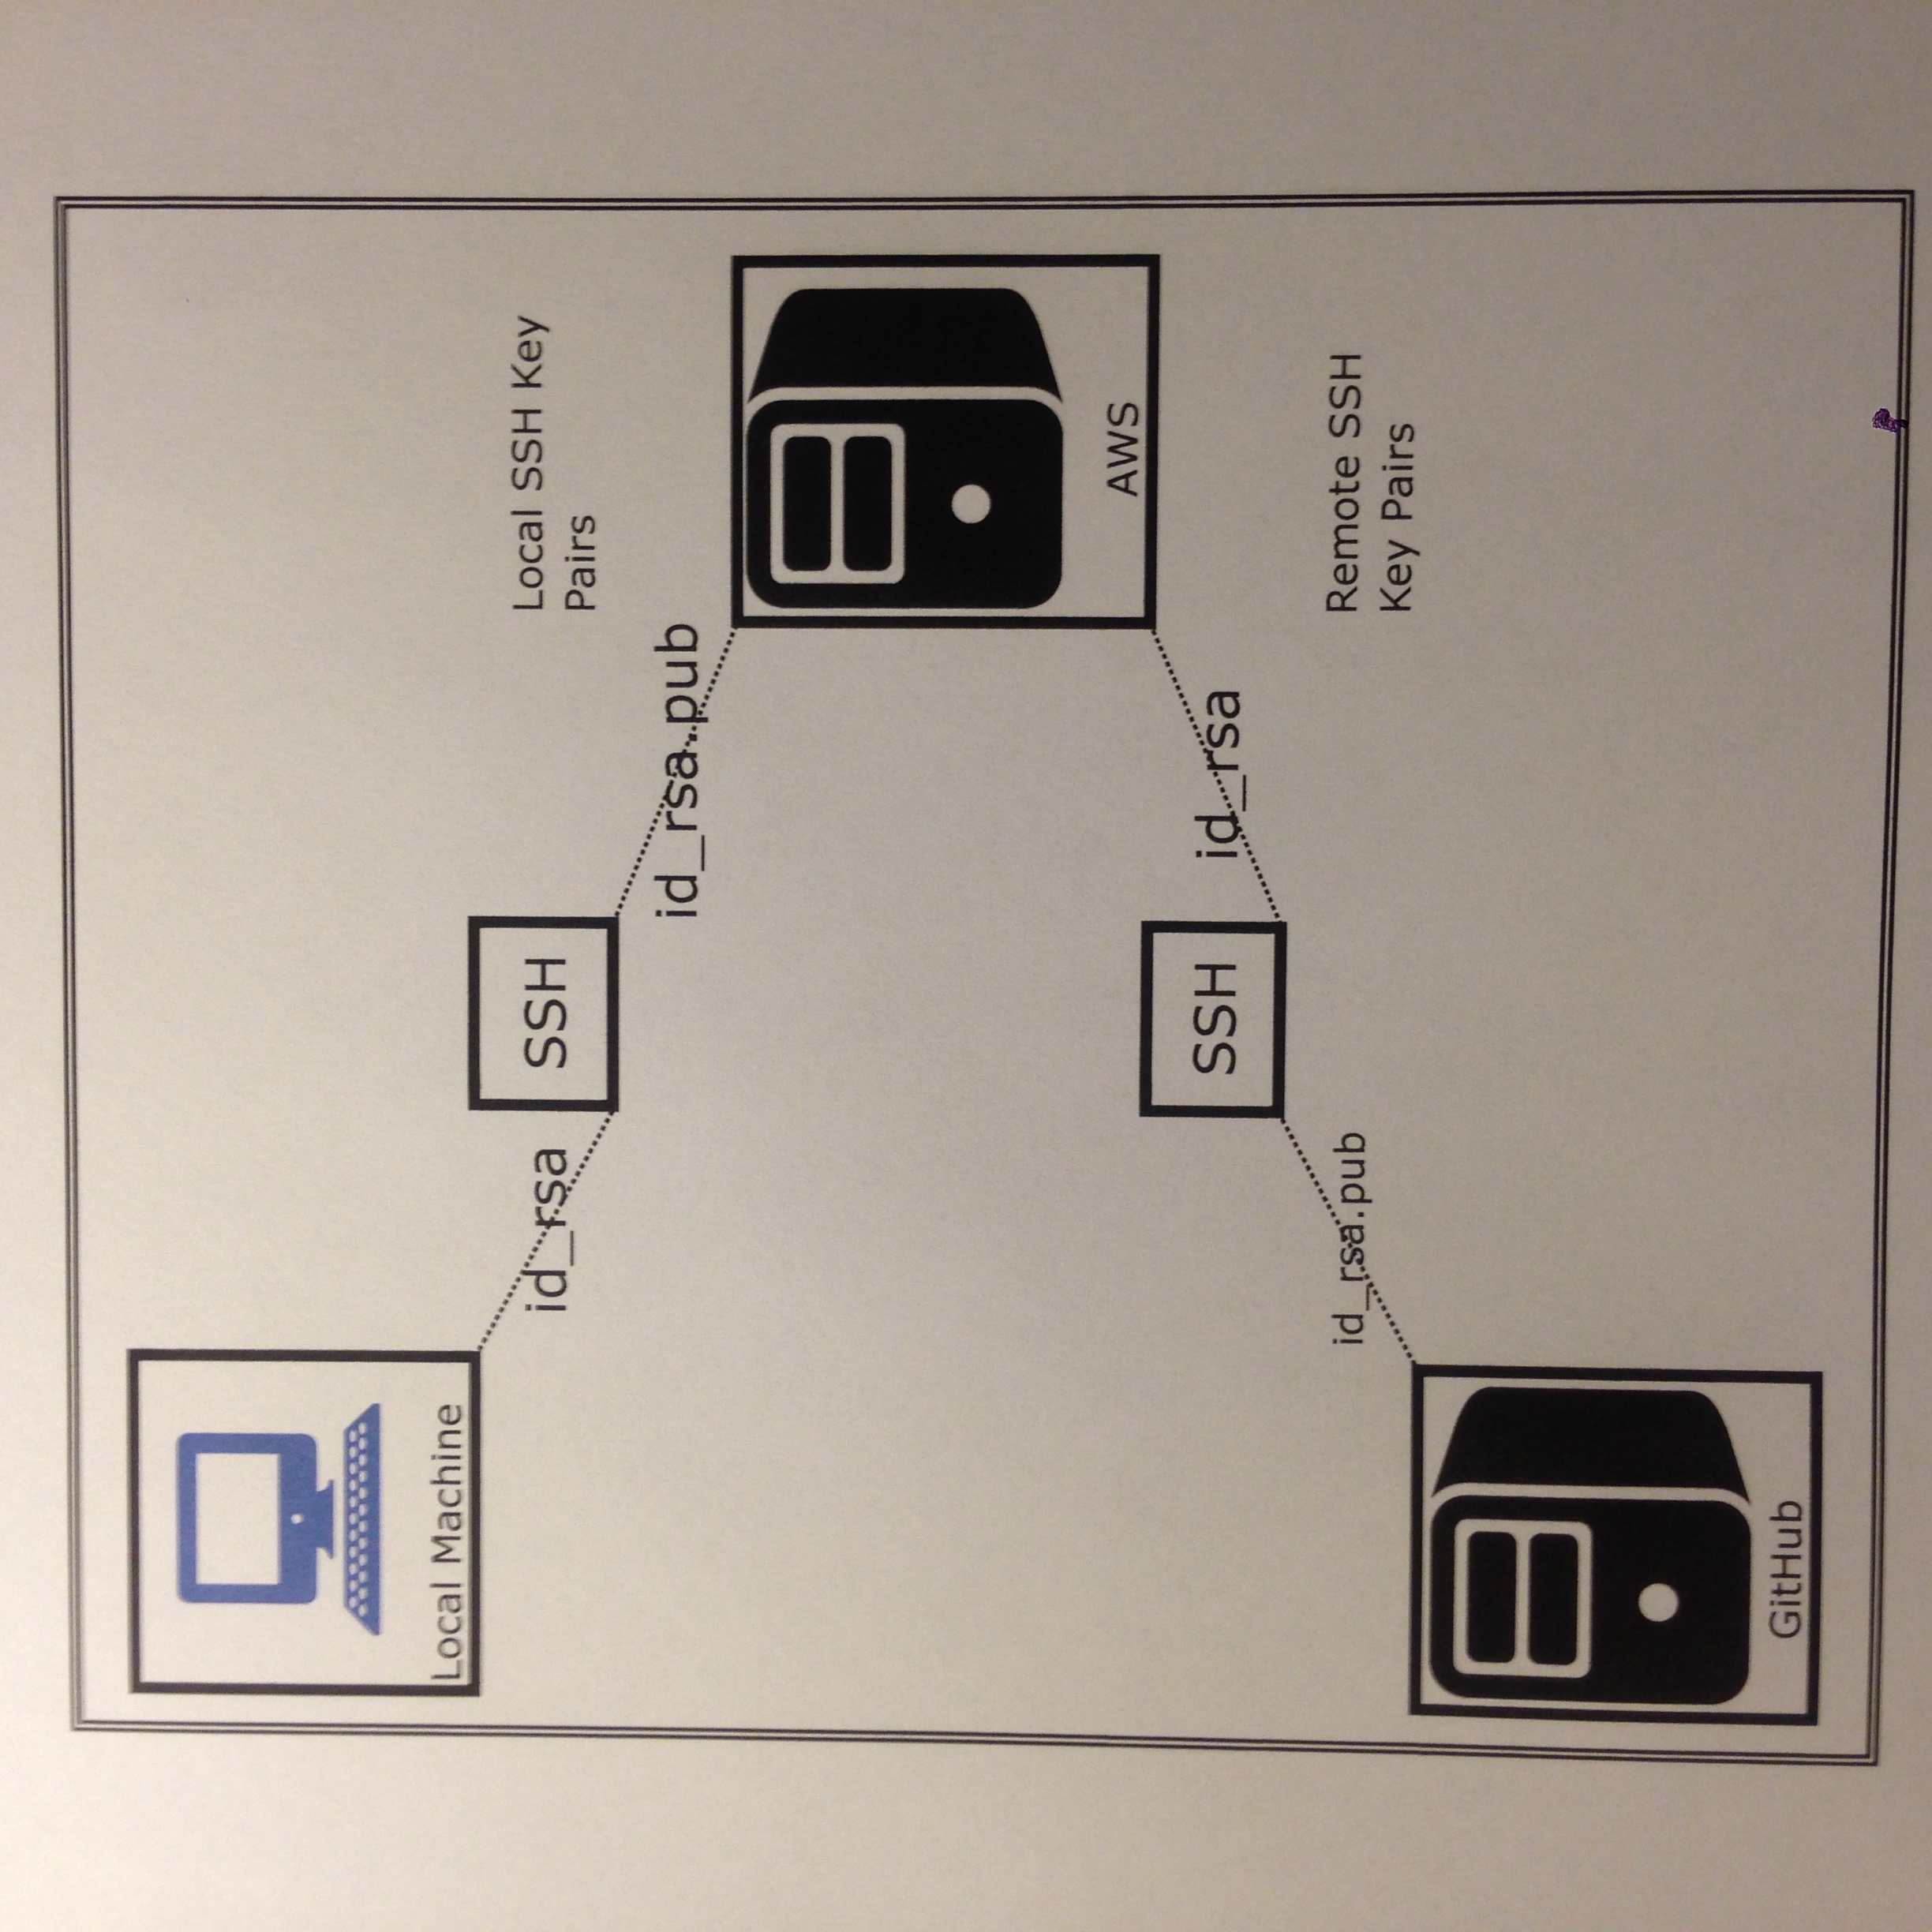 Local Machine
id_rsa
SSH
Local SSH Key
Pairs
id_rsa.pub
AWS
SSH
id_rsa
id_rsa.pub
Remote SSH
Key Pairs
GitHub